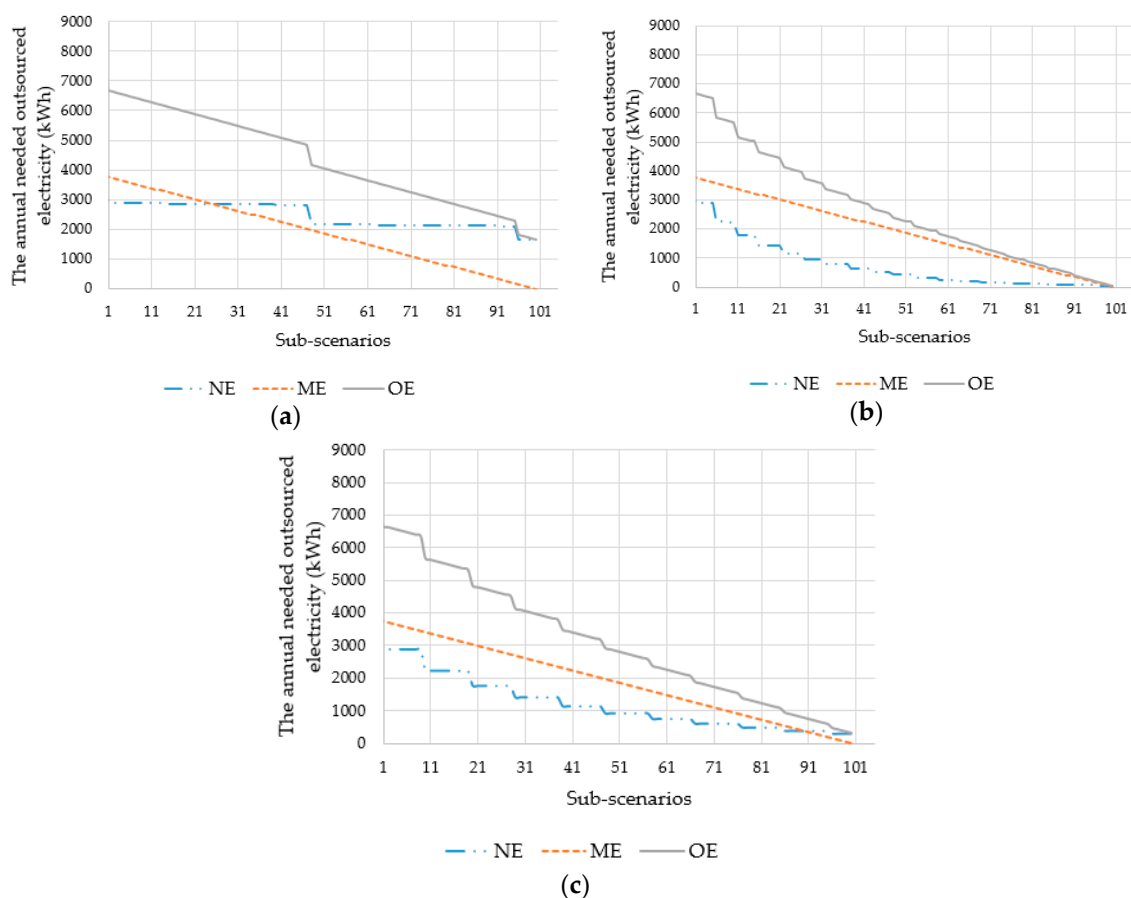 The annual needed outsourced
electricity (kWh)
9000
8000
7000
6000
5000
4000
3000
2000
1000
0
1 11 21 31 41 51 61 71 81 91 101
Sub-scenarios
NE ME OE
(a)
The annual needed outsourced
electricity (kWh)
9000
8000
7000
6000
5000
4000
3000
2000
1000
0
1 11 21 31 41 51 61 71 81 91 101
Sub-scenarios
NE ME OE
(b)
The annual needed outsourced
electricity (kWh)
9000
8000
7000
6000
5000
4000
3000
2000
1000
0
1 11 21 31 41 51 61 71 81 91 101
Sub-scenarios
NE ME OE
(c)